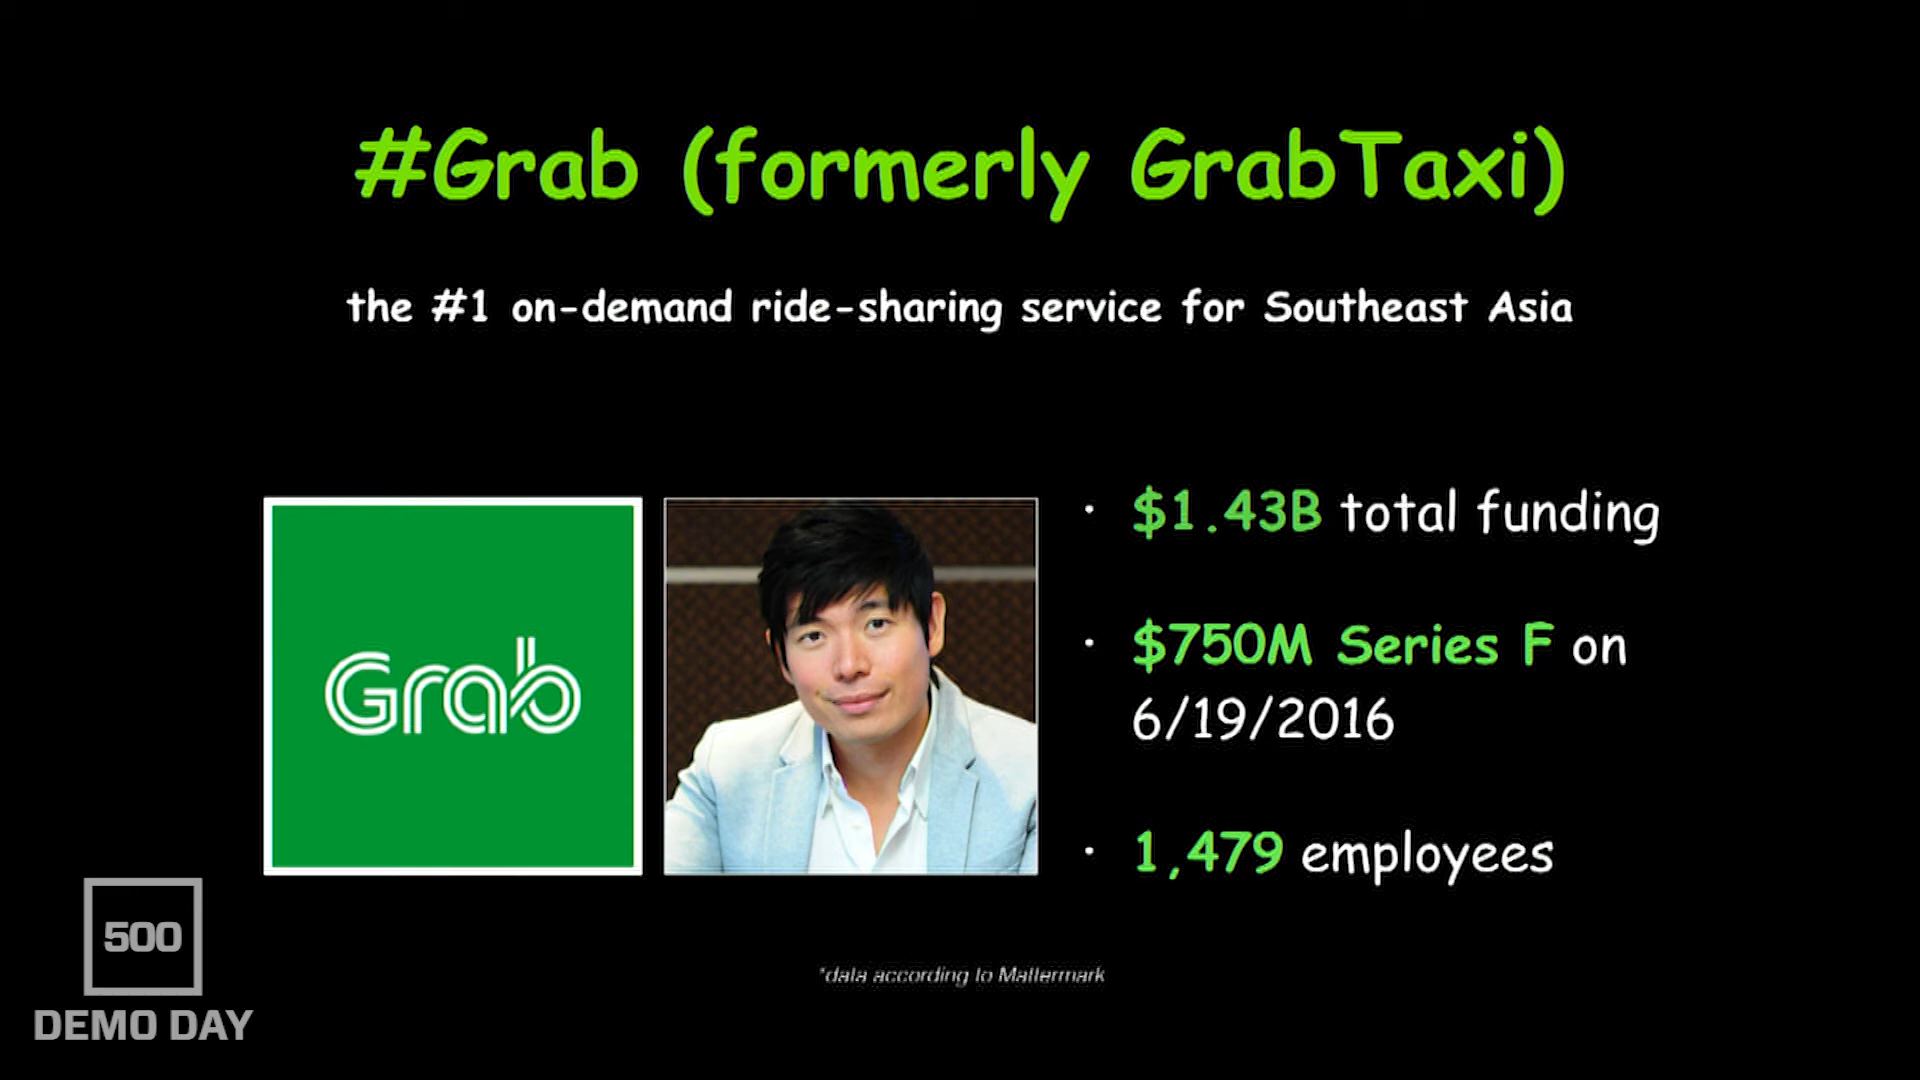 #Grab (formerly GrabTaxi)
the #1 on-demand ride-sharing service for Southeast Asia
Grab
• $1.43B total funding
• $750M Series F on
6/19/2016
• 1,479 employees
*data according to Mattermark
500
DEMO DAY